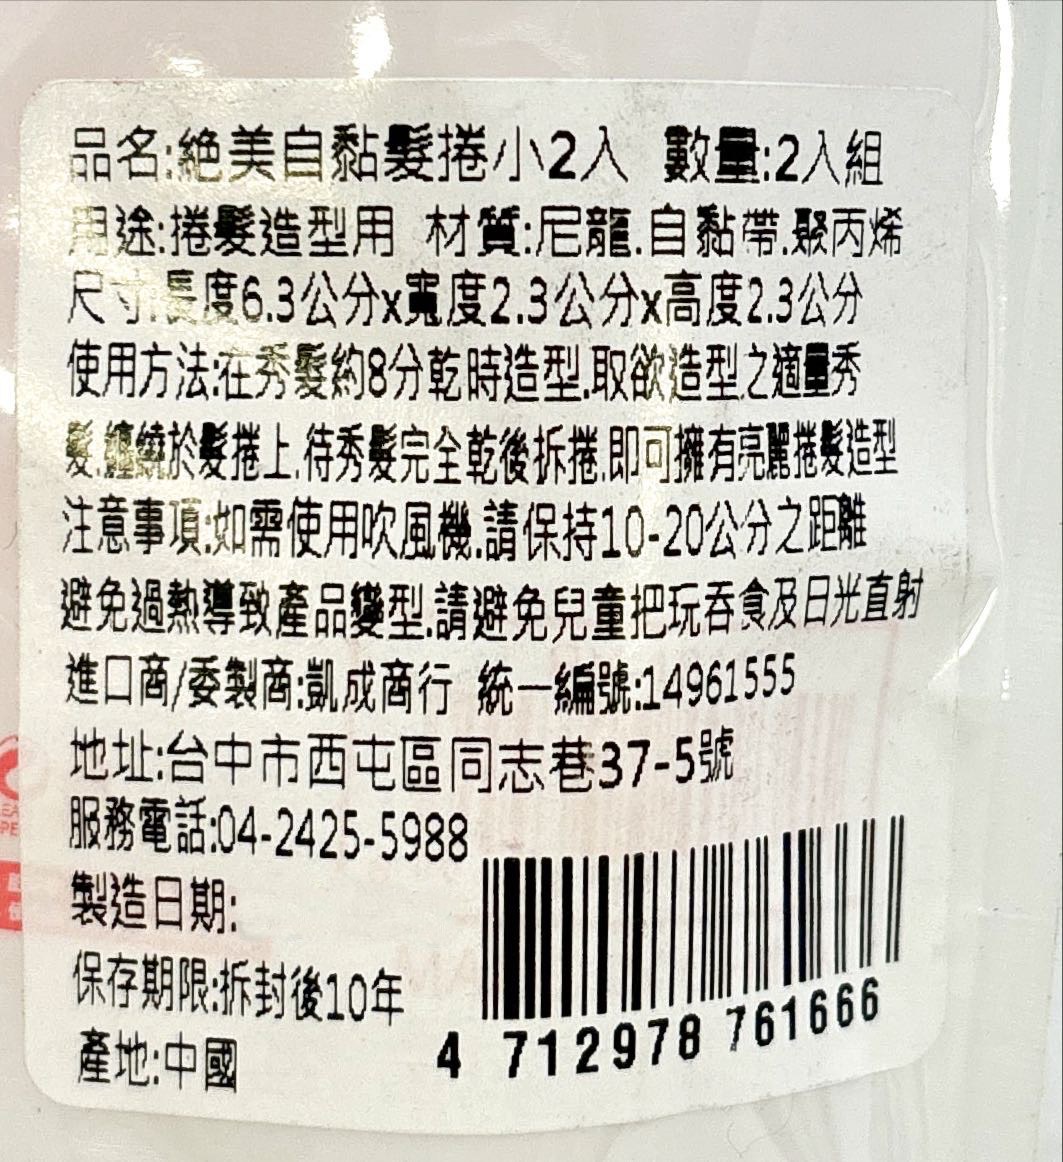 品名:絕美自黏髮捲小2入 數量:2入組
用途:捲髮造型用 材質:尼龍.自黏帶.聚丙烯
尺寸:長度6.3公分x寬度2.3公分x高度2.3公分
使用方法:在秀髮約8分乾時造型.取欲造型之適量秀
髮.纏繞於髮捲上.待秀髮完全乾後拆捲.即可擁有亮麗捲髮造型
注意事項:如需使用吹風機.請保持10-20公分之距離
避免過熱導致產品變型.請避免兒童把玩吞食及日光直射
進口商/委製商:凱成商行 統一編號:14961555
地址:台中市西屯區同志巷37-5號
服務電話:04-2425-5988
製造日期:
保存期限:拆封後10年
產地:中國
4 712978 761666